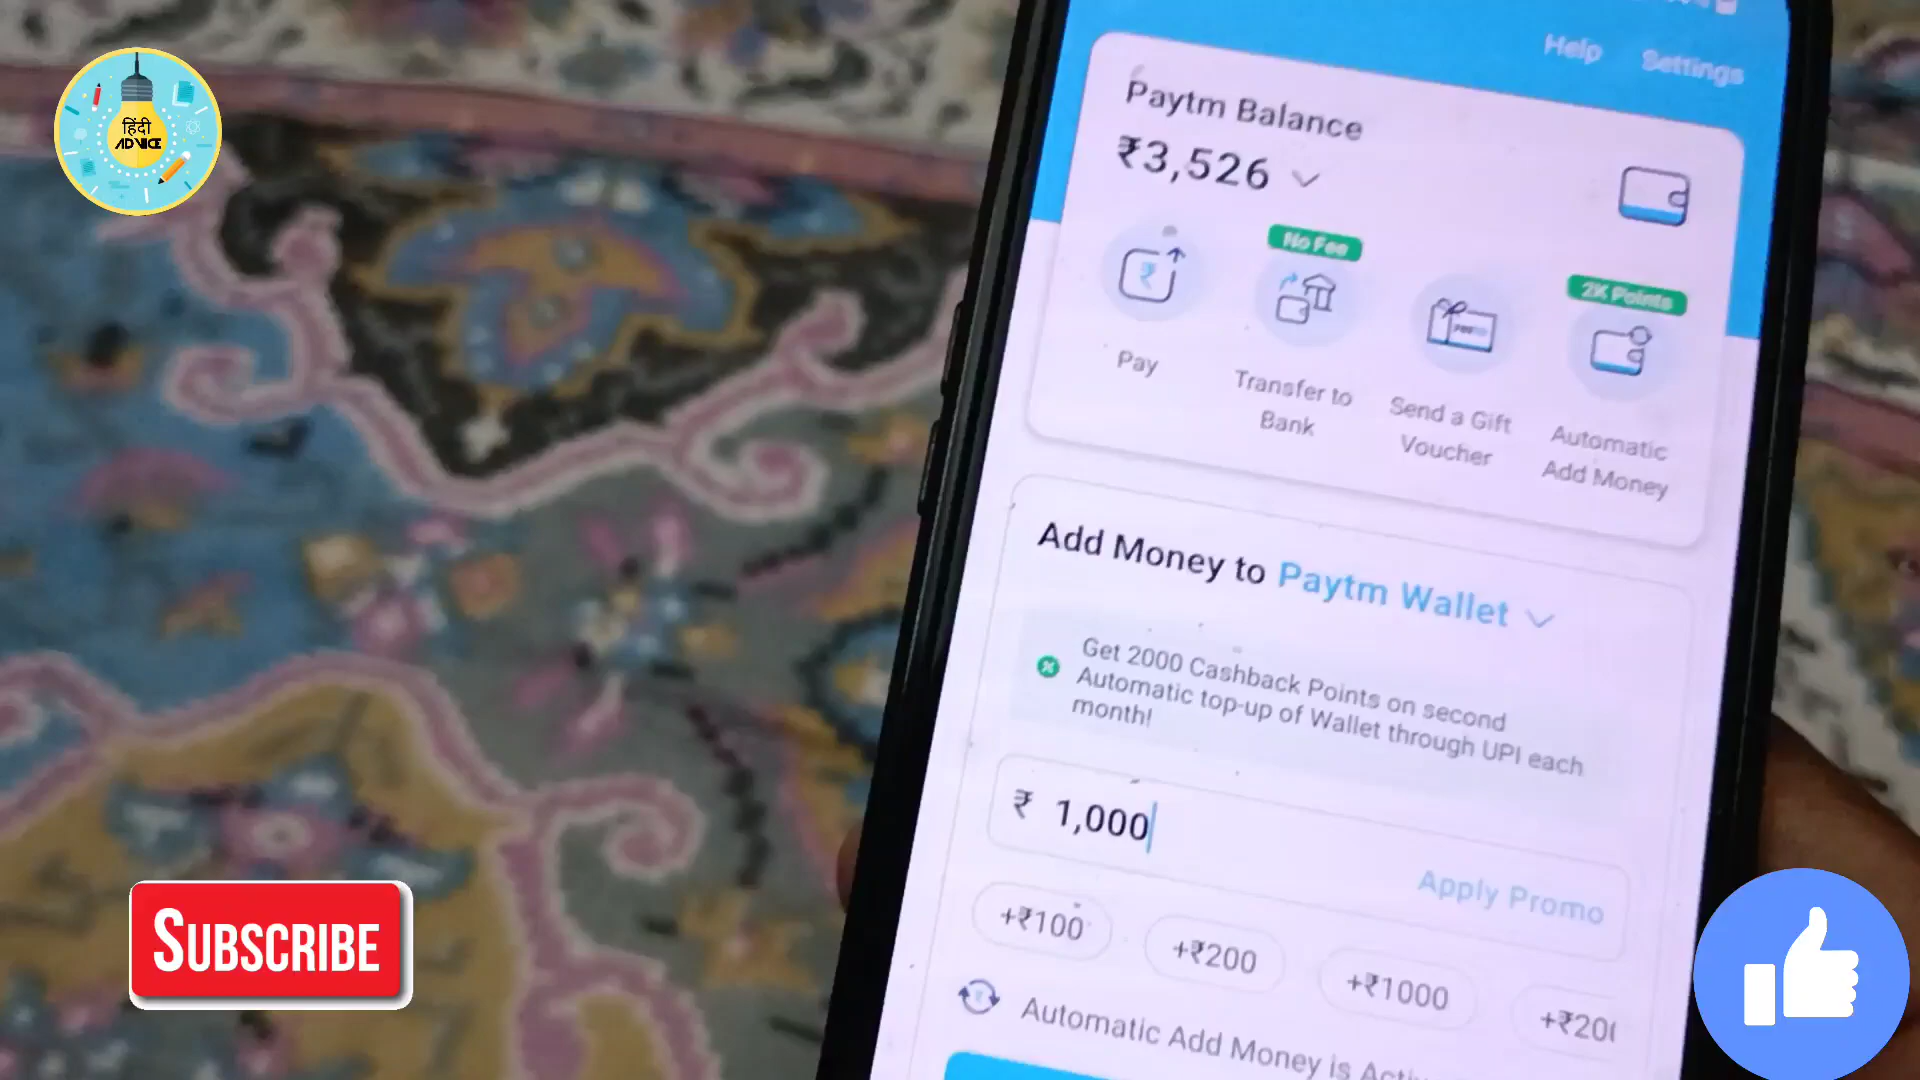 हिंदी
ADVICE
Help Settings
Paytm Balance
₹3,526
No Fee
2X Points
Pay
Transfer to
Bank
Send a Gift
Voucher
Automatic
Add Money
Add Money to Paytm Wallet
Get 2000 Cashback Points on second
Automatic top-up of Wallet through UPI each
month!
₹ 1,000
Apply Promo
+₹100
+₹200
+₹1000
+₹200
Automatic Add Money is
SUBSCRIBE